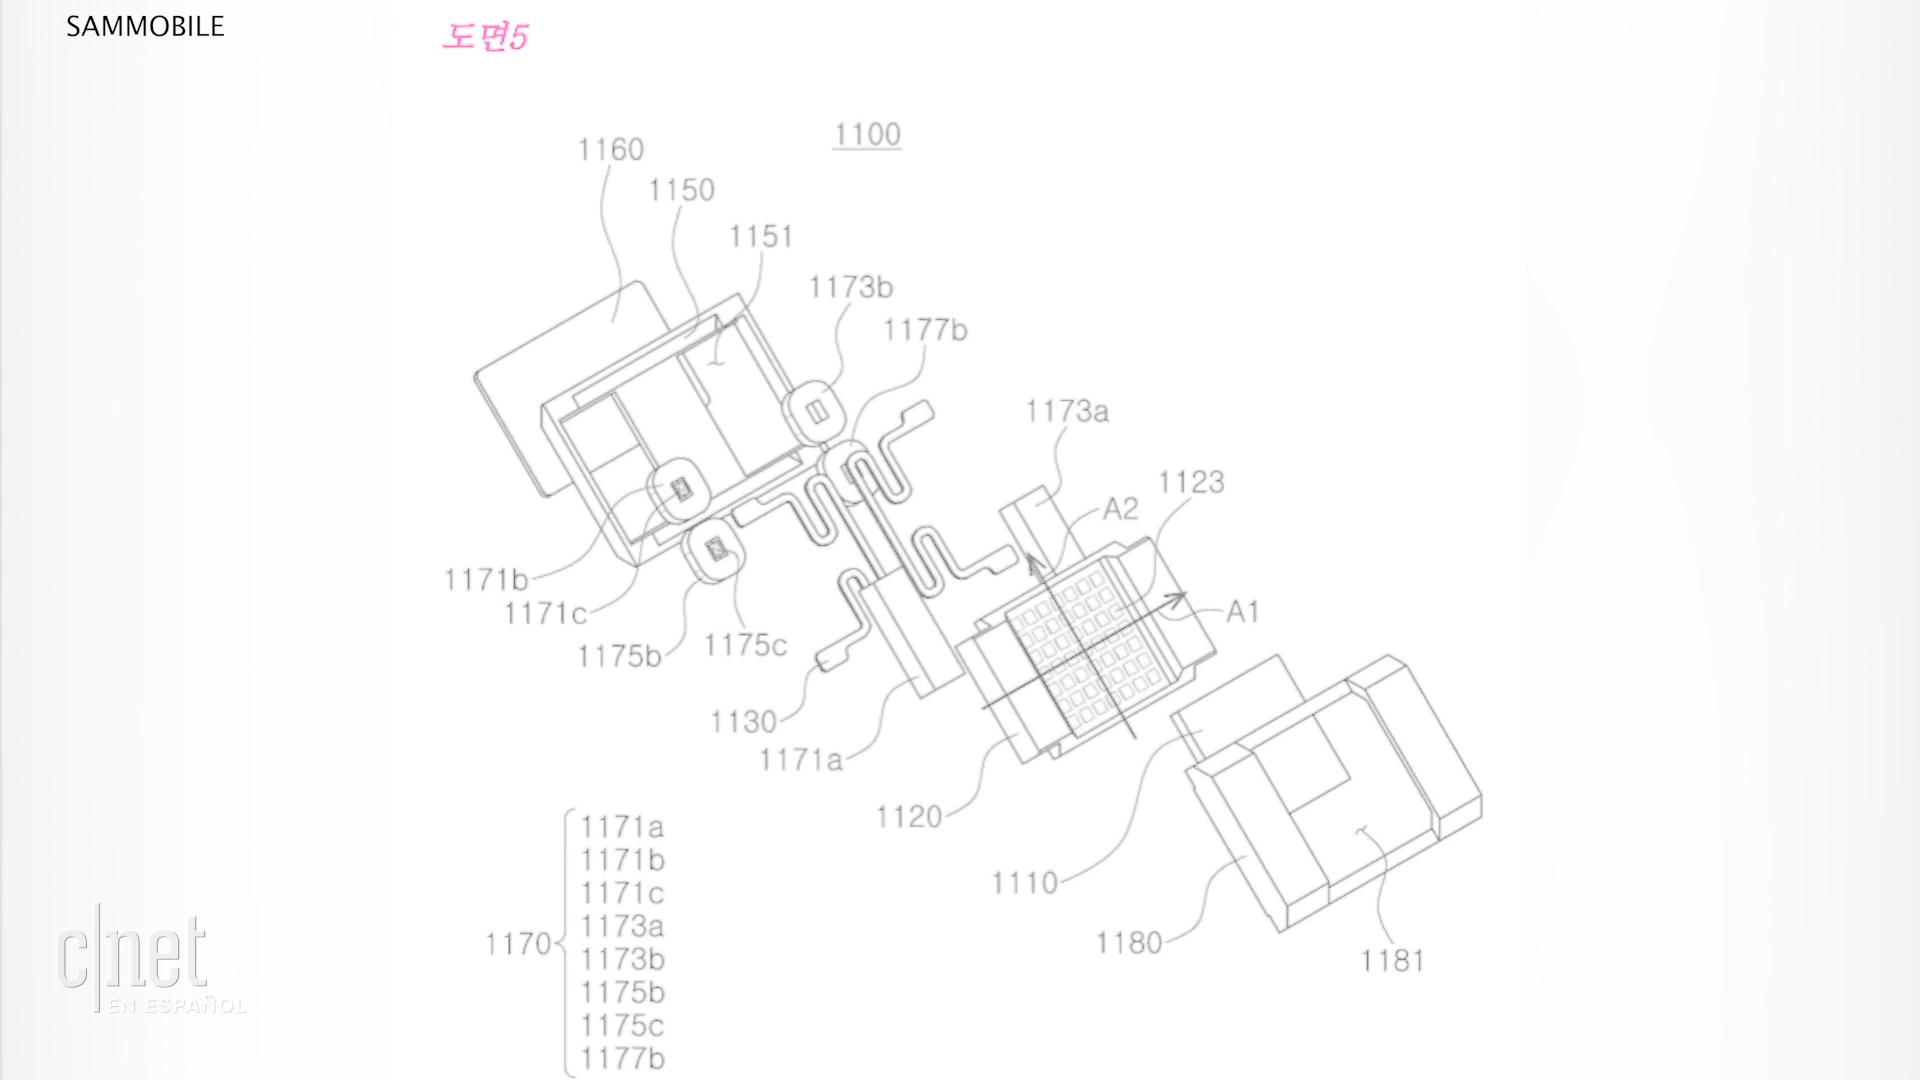 SAMMOBILE
도면5
1100
1160
1150
1151
1173b
1177b
1173a
1123
A2
A1
1171b
1171c
1175b
1175c
1130
1171a
1120
1110
1180
1181
1170
1171a
1171b
1171c
1173a
1173b
1175b
1175c
1177b
c|net
EN ESPAÑOL